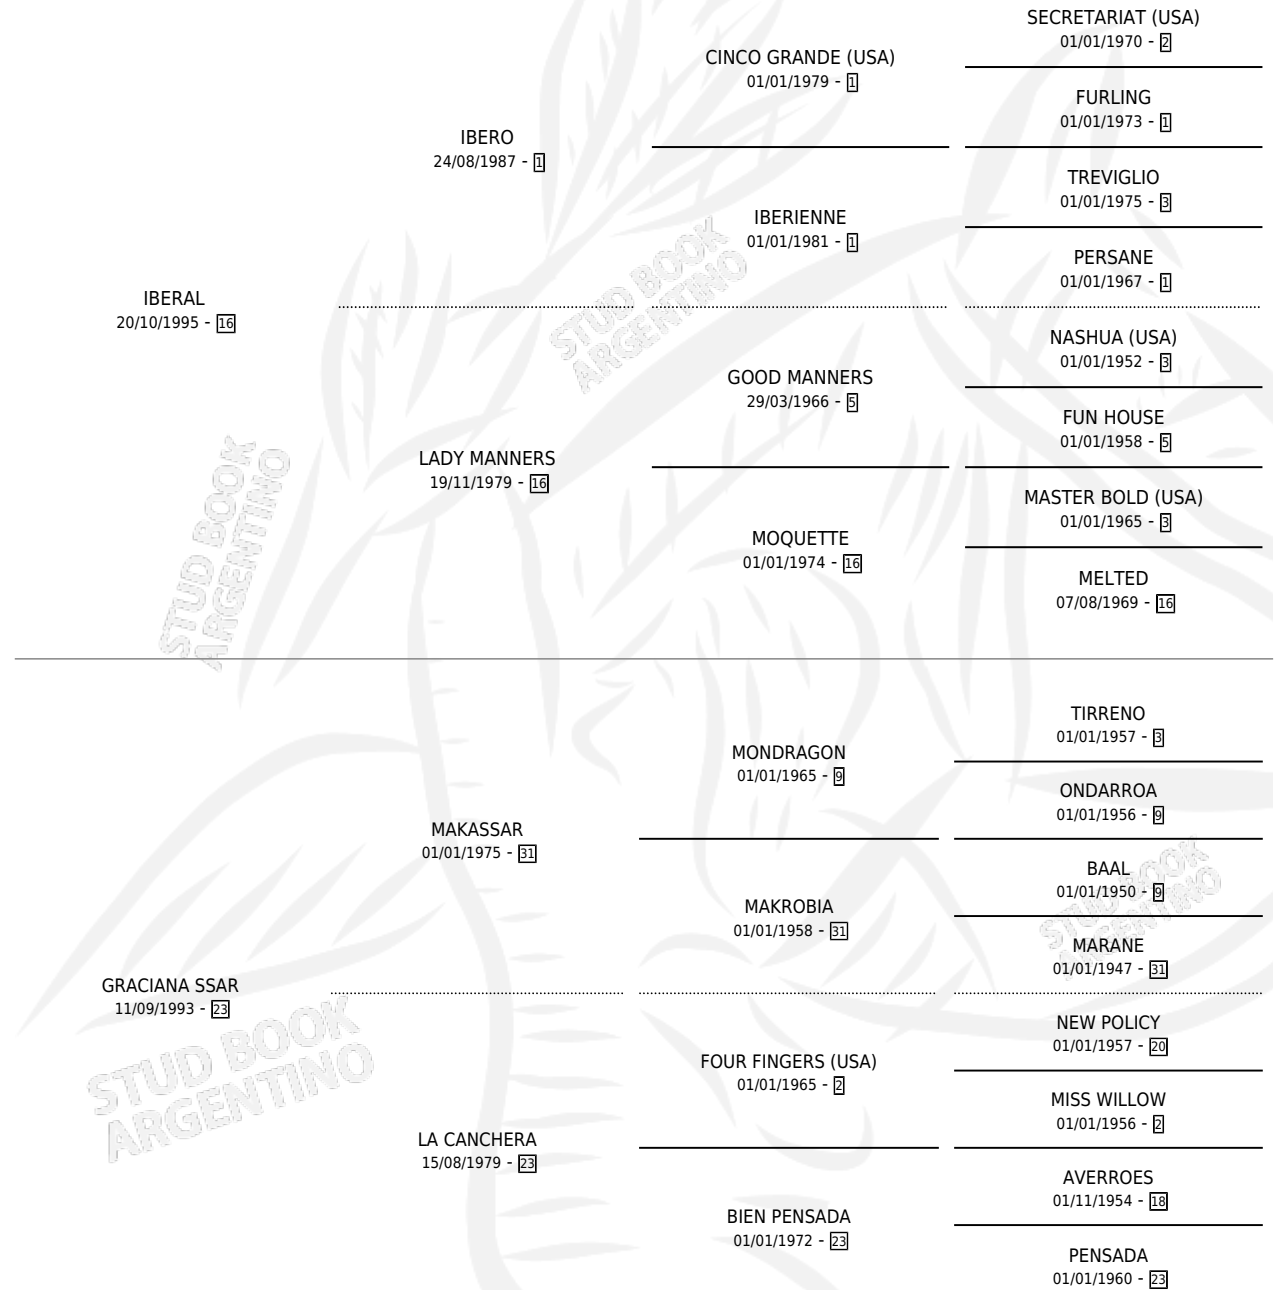 SECRETARIAT (USA)
01/01/1970 - 2
CINCO GRANDE (USA)
01/01/1979 - 1
FURLING
01/01/1973 - 1
IBERO
24/08/1987 - 1
TREVIGLIO
01/01/1975 - 3
IBERIENNE
01/01/1981 - 1
PERSANE
01/01/1967 - 1
IBERAL
20/10/1995 - 16
NASHUA (USA)
01/01/1952 - 3
GOOD MANNERS
29/03/1966 - 5
FUN HOUSE
01/01/1958 - 5
LADY MANNERS
19/11/1979 - 16
MASTER BOLD (USA)
01/01/1965 - 3
MOQUETTE
01/01/1974 - 16
MELTED
07/08/1969 - 16
TIRRENO
01/01/1957 - 3
MONDRAGON
01/01/1965 - 9
ONDARROA
01/01/1956 - 9
MAKASSAR
01/01/1975 - 31
BAAL
01/01/1950 - 9
MAKROBIA
01/01/1958 - 31
MARANE
01/01/1947 - 31
GRACIANA SSAR
11/09/1993 - 23
NEW POLICY
01/01/1957 - 20
FOUR FINGERS (USA)
01/01/1965 - 2
MISS WILLOW
01/01/1956 - 2
LA CANCHERA
15/08/1979 - 23
AVERROES
01/11/1954 - 18
BIEN PENSADA
01/01/1972 - 23
PENSADA
01/01/1960 - 23
STUD BOOK
ARGENTINO
STUD BOOK
ARGENTINO
STUD BOOK
ARGENTINO
STUD BOOK
ARGENTINO